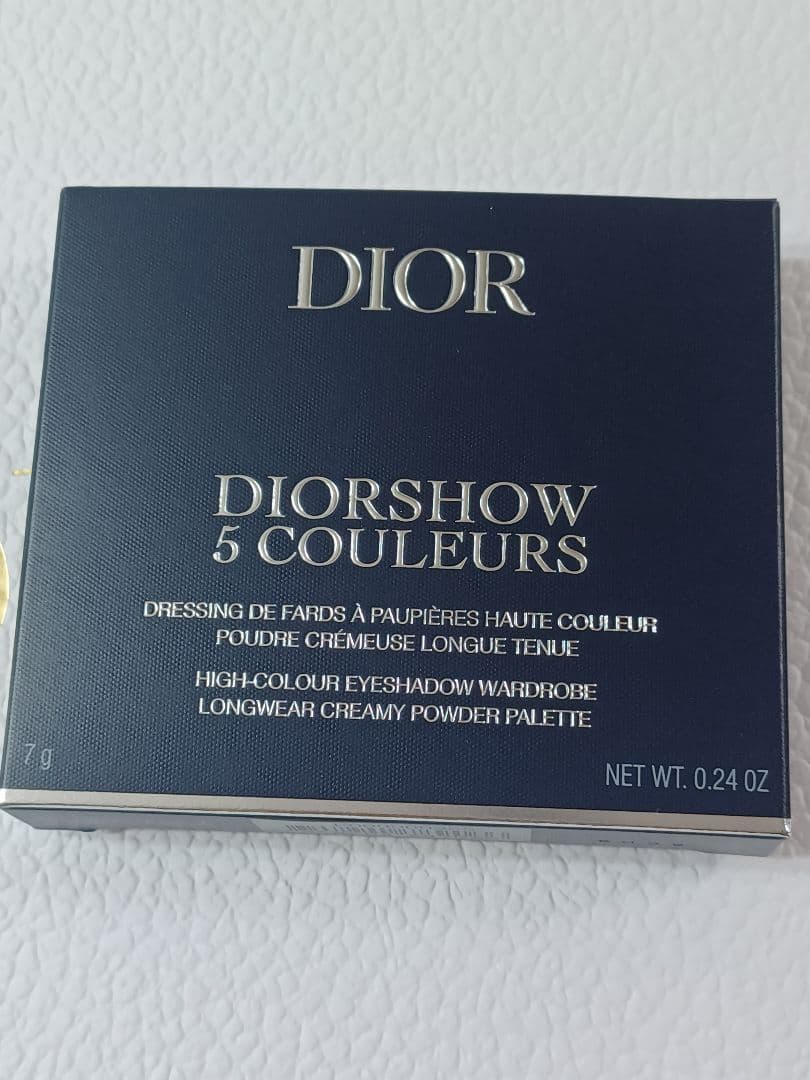 DIOR
DIORSHOW
5 COULEURS
DRESSING DE FARDS À PAUPIÈRES HAUTE COULEUR
POUDRE CRÉMEUSE LONGUE TENUE
HIGH-COLOUR EYESHADOW WARDROBE
LONGWEAR CREAMY POWDER PALETTE
7 g
NET WT. 0.24 OZ